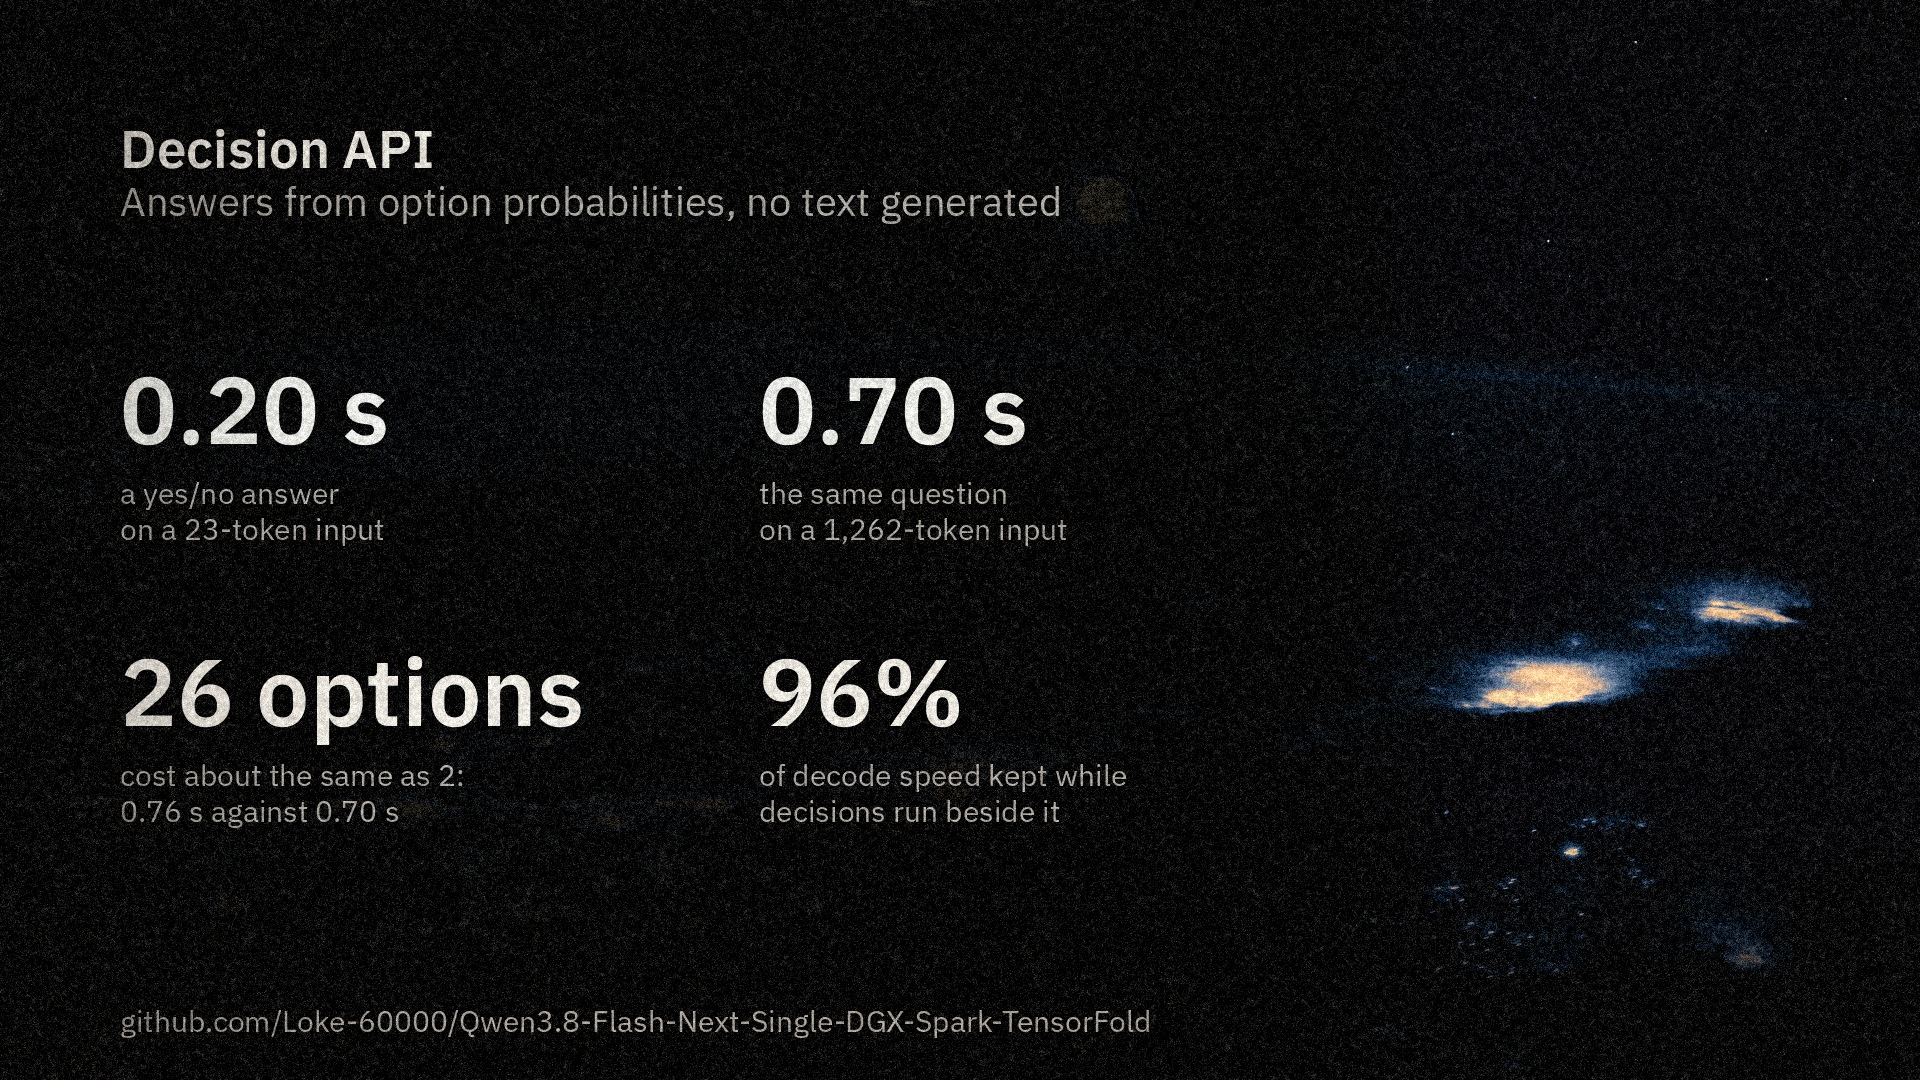 Decision API
Answers from option probabilities, no text generated
0.20 s
a yes/no answer
on a 23-token input
0.70 s
the same question
on a 1,262-token input
26 options
cost about the same as 2:
0.76 s against 0.70 s
96%
of decode speed kept while
decisions run beside it
github.com/Loke-60000/Qwen3.8-Flash-Next-Single-DGX-Spark-TensorFold